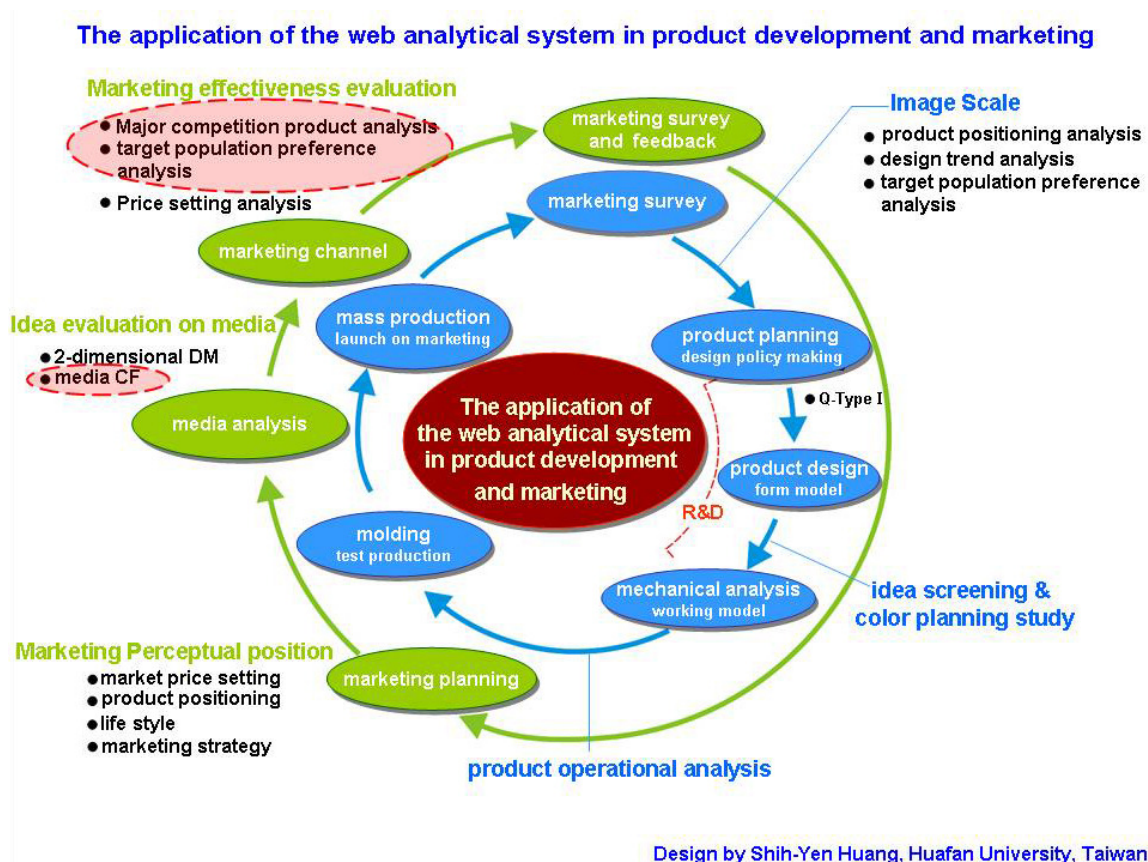 The application of the web analytical system in product development and marketing
Marketing effectiveness evaluation
● Major competition product analysis
● target population preference
analysis
● Price setting analysis
marketing survey
and feedback
Image Scale
● product positioning analysis
● design trend analysis
● target population preference
analysis
marketing survey
marketing channel
Idea evaluation on media
● 2-dimensional DM
● media CF
mass production
launch on marketing
product planning
design policy making
● Q-Type I
media analysis
The application of
the web analytical system
in product development
and marketing
product design
form model
R&D
molding
test production
mechanical analysis
working model
idea screening &
color planning study
Marketing Perceptual position
● market price setting
● product positioning
● life style
● marketing strategy
marketing planning
product operational analysis
Design by Shih-Yen Huang, Huafan University, Taiwan